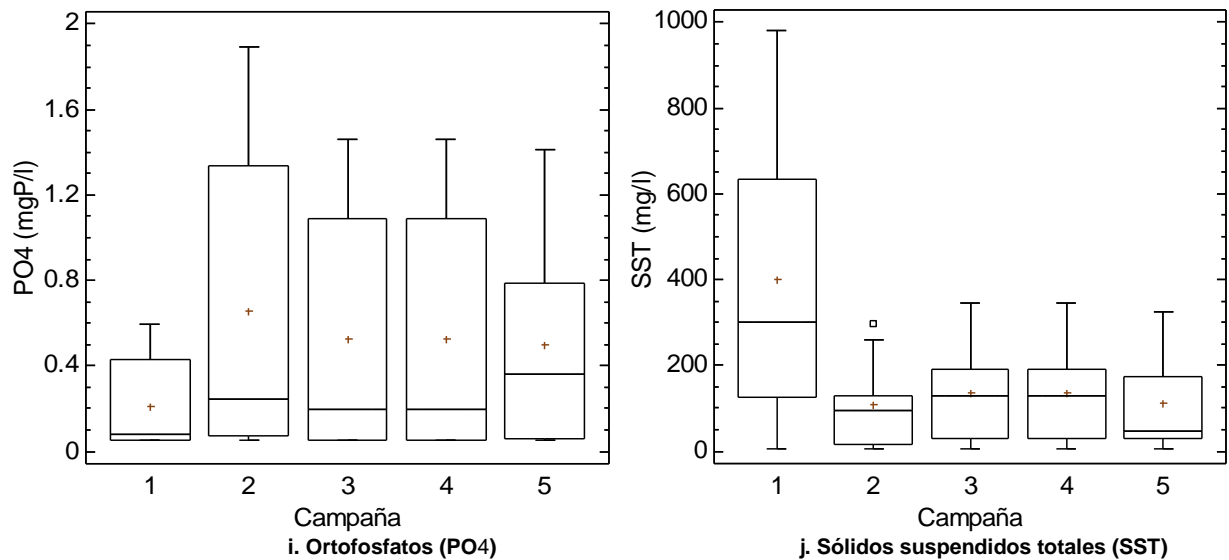 2
1.6
1.2
0.8
0.4
0
PO4 (mgP/l)
1 2 3 4 5
Campaña
i. Ortofosfatos (PO4)
1000
800
600
400
200
0
SST (mg/l)
1 2 3 4 5
Campaña
j. Sólidos suspendidos totales (SST)